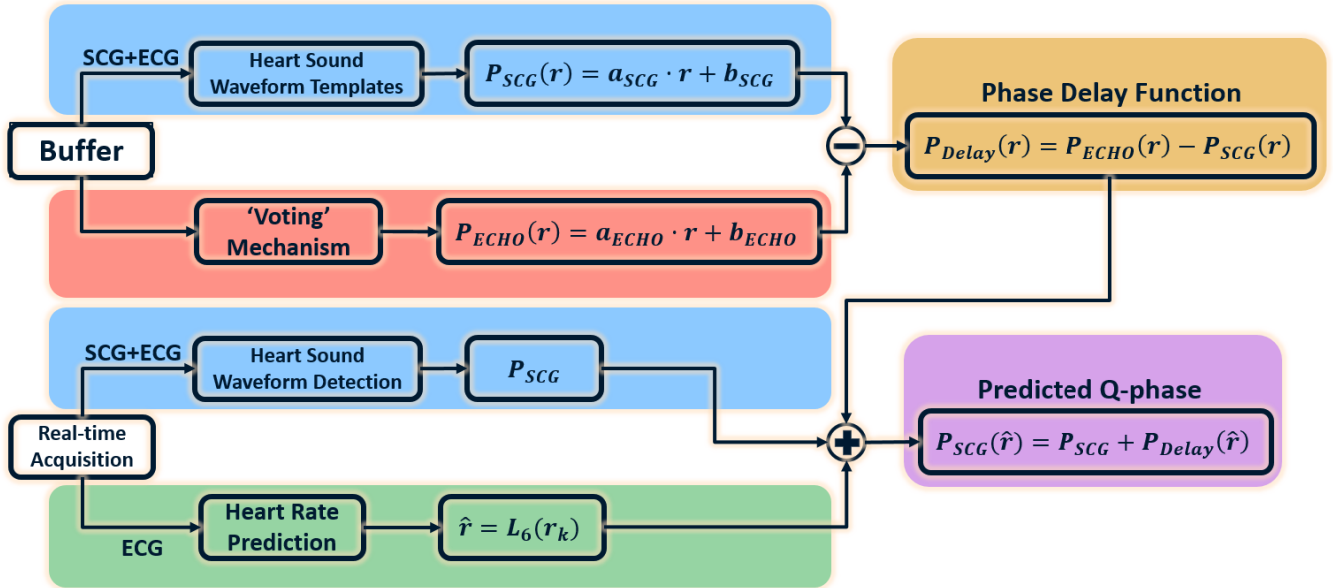 SCG+ECG
Heart Sound
Waveform Templates
P_SCG(r) = a_SCG · r + b_SCG
Buffer
Phase Delay Function
P_Delay(r) = P_ECHO(r) − P_SCG(r)
‘Voting’
Mechanism
P_ECHO(r) = a_ECHO · r + b_ECHO
SCG+ECG
Heart Sound
Waveform Detection
P_SCG
Real-time
Acquisition
Predicted Q-phase
P_SCG(r̂) = P_SCG + P_Delay(r̂)
ECG
Heart Rate
Prediction
r̂ = L₆(r_k)